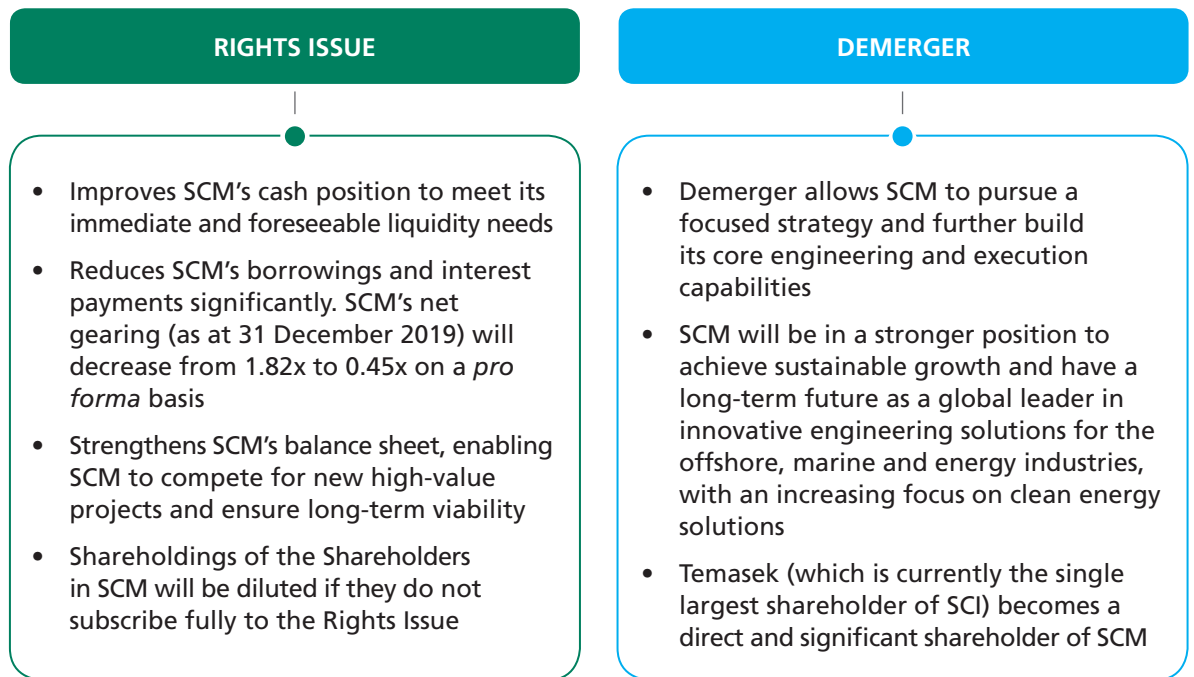 RIGHTS ISSUE
• Improves SCM’s cash position to meet its
immediate and foreseeable liquidity needs
• Reduces SCM’s borrowings and interest
payments significantly. SCM’s net
gearing (as at 31 December 2019) will
decrease from 1.82x to 0.45x on a pro
forma basis
• Strengthens SCM’s balance sheet, enabling
SCM to compete for new high-value
projects and ensure long-term viability
• Shareholdings of the Shareholders
in SCM will be diluted if they do not
subscribe fully to the Rights Issue
DEMERGER
• Demerger allows SCM to pursue a
focused strategy and further build
its core engineering and execution
capabilities
• SCM will be in a stronger position to
achieve sustainable growth and have a
long-term future as a global leader in
innovative engineering solutions for the
offshore, marine and energy industries,
with an increasing focus on clean energy
solutions
• Temasek (which is currently the single
largest shareholder of SCI) becomes a
direct and significant shareholder of SCM